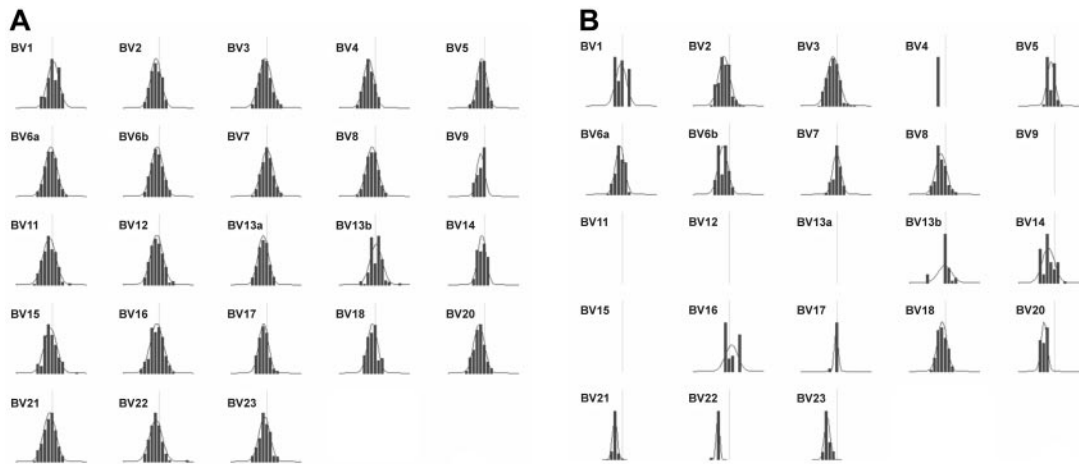 A
BV1 BV2 BV3 BV4 BV5
BV6a BV6b BV7 BV8 BV9
BV11 BV12 BV13a BV13b BV14
BV15 BV16 BV17 BV18 BV20
BV21 BV22 BV23
B
BV1 BV2 BV3 BV4 BV5
BV6a BV6b BV7 BV8 BV9
BV11 BV12 BV13a BV13b BV14
BV15 BV16 BV17 BV18 BV20
BV21 BV22 BV23